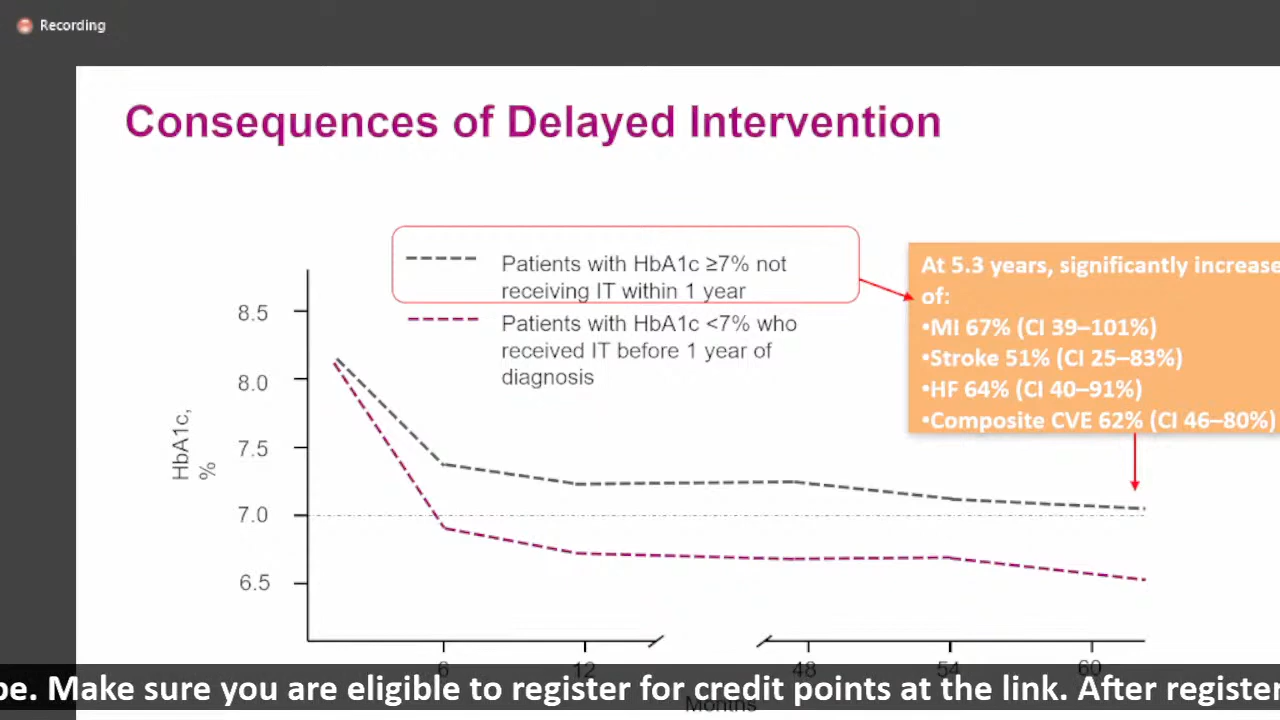 Recording
Consequences of Delayed Intervention
Patients with HbA1c ≥7% not
receiving IT within 1 year
Patients with HbA1c <7% who
received IT before 1 year of
diagnosis
At 5.3 years, significantly increase
of:
•MI 67% (CI 39–101%)
•Stroke 51% (CI 25–83%)
•HF 64% (CI 40–91%)
•Composite CVE 62% (CI 46–80%)
8.5
8.0
7.5
7.0
6.5
HbA1c,
%
6 12 48 54 60
Months
be. Make sure you are eligible to register for credit points at the link. After register